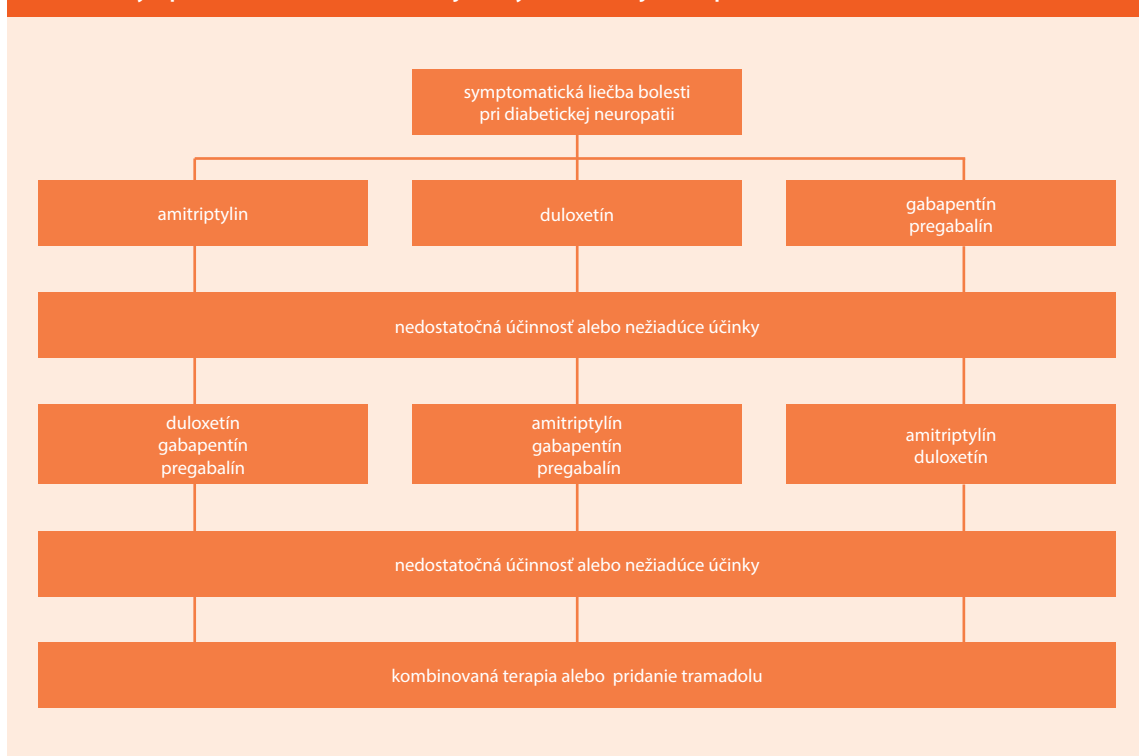 symptomatická liečba bolesti
pri diabetickej neuropatii
amitriptylin
duloxetín
gabapentín
pregabalín
nedostatočná účinnosť alebo nežiadúce účinky
duloxetín
gabapentín
pregabalín
amitriptylín
gabapentín
pregabalín
amitriptylín
duloxetín
nedostatočná účinnosť alebo nežiadúce účinky
kombinovaná terapia alebo pridanie tramadolu